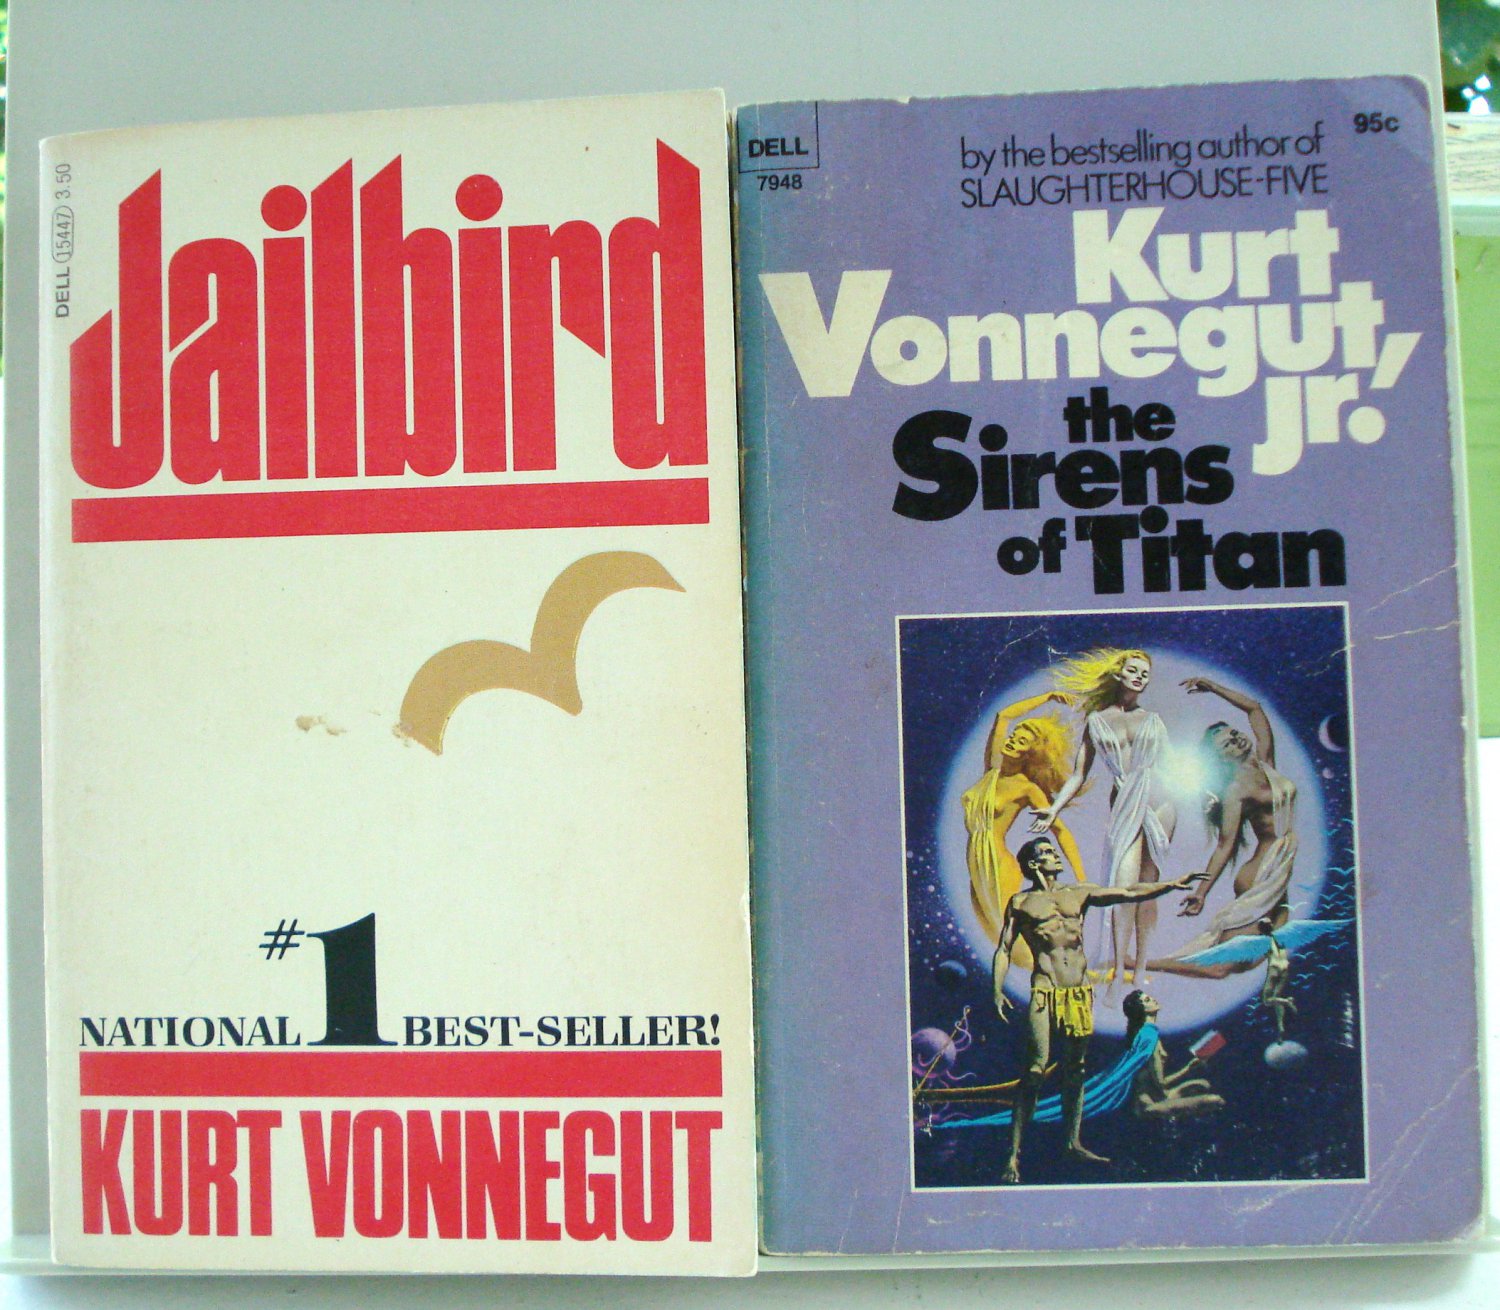 DELL 15447 3.50
Jailbird
#1
NATIONAL BEST-SELLER!
KURT VONNEGUT
DELL
7948
95c
by the bestselling author of
SLAUGHTERHOUSE-FIVE
Kurt
Vonnegut,
jr.
the
Sirens
of Titan